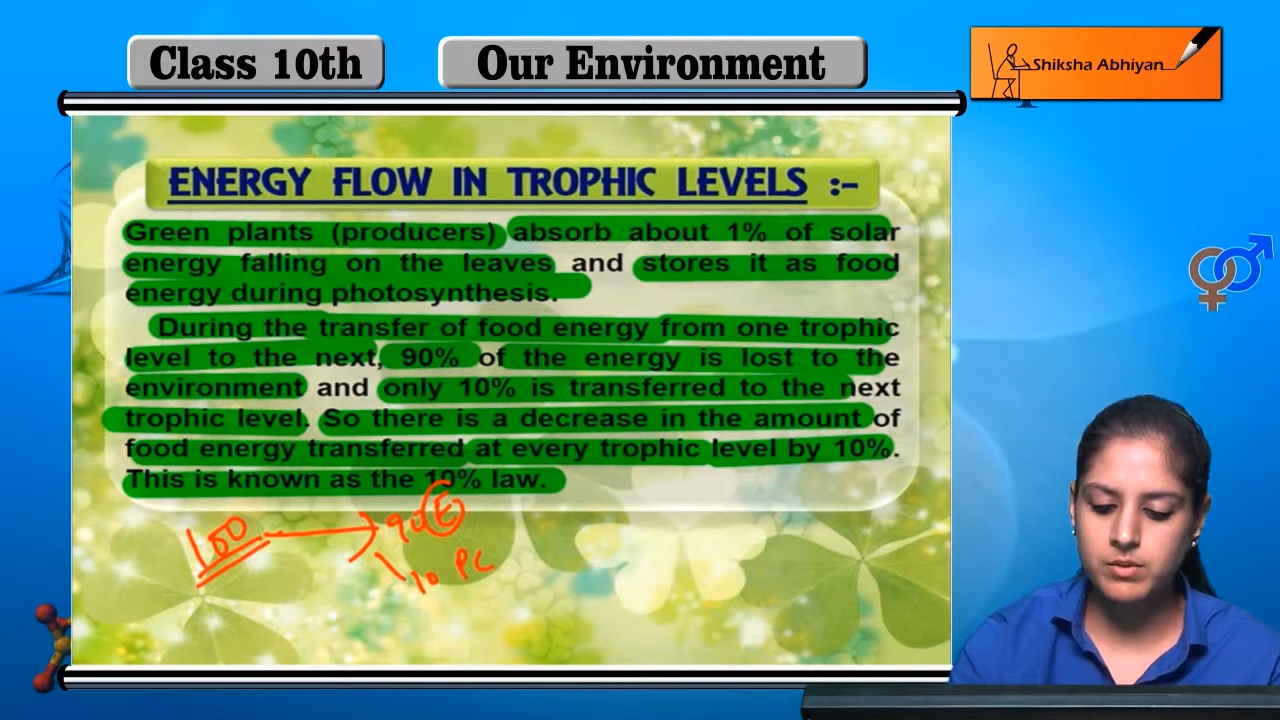 Class 10th
Our Environment
Shiksha Abhiyan
ENERGY FLOW IN TROPHIC LEVELS :-
Green plants (producers) absorb about 1% of solar
energy falling on the leaves and stores it as food
energy during photosynthesis.
During the transfer of food energy from one trophic
level to the next, 90% of the energy is lost to the
environment and only 10% is transferred to the next
trophic level. So there is a decrease in the amount of
food energy transferred at every trophic level by 10%.
This is known as the 10% law.
100
90 E
10 PC